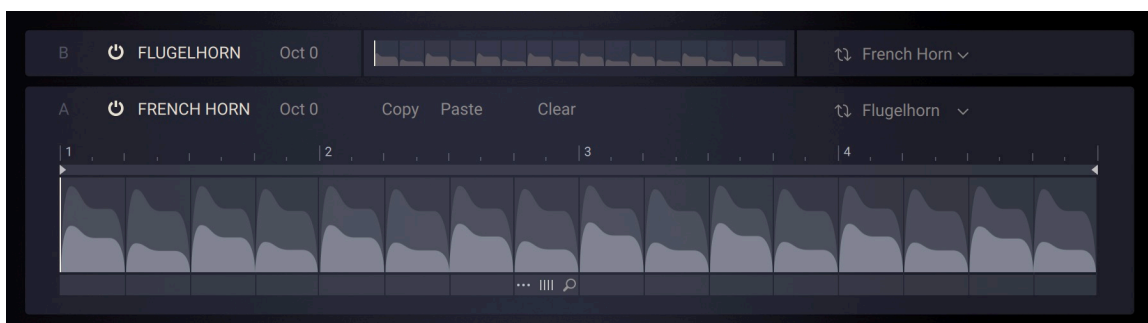 B FLUGELHORN Oct 0 French Horn
A FRENCH HORN Oct 0 Copy Paste Clear Flugelhorn
1 2 3 4